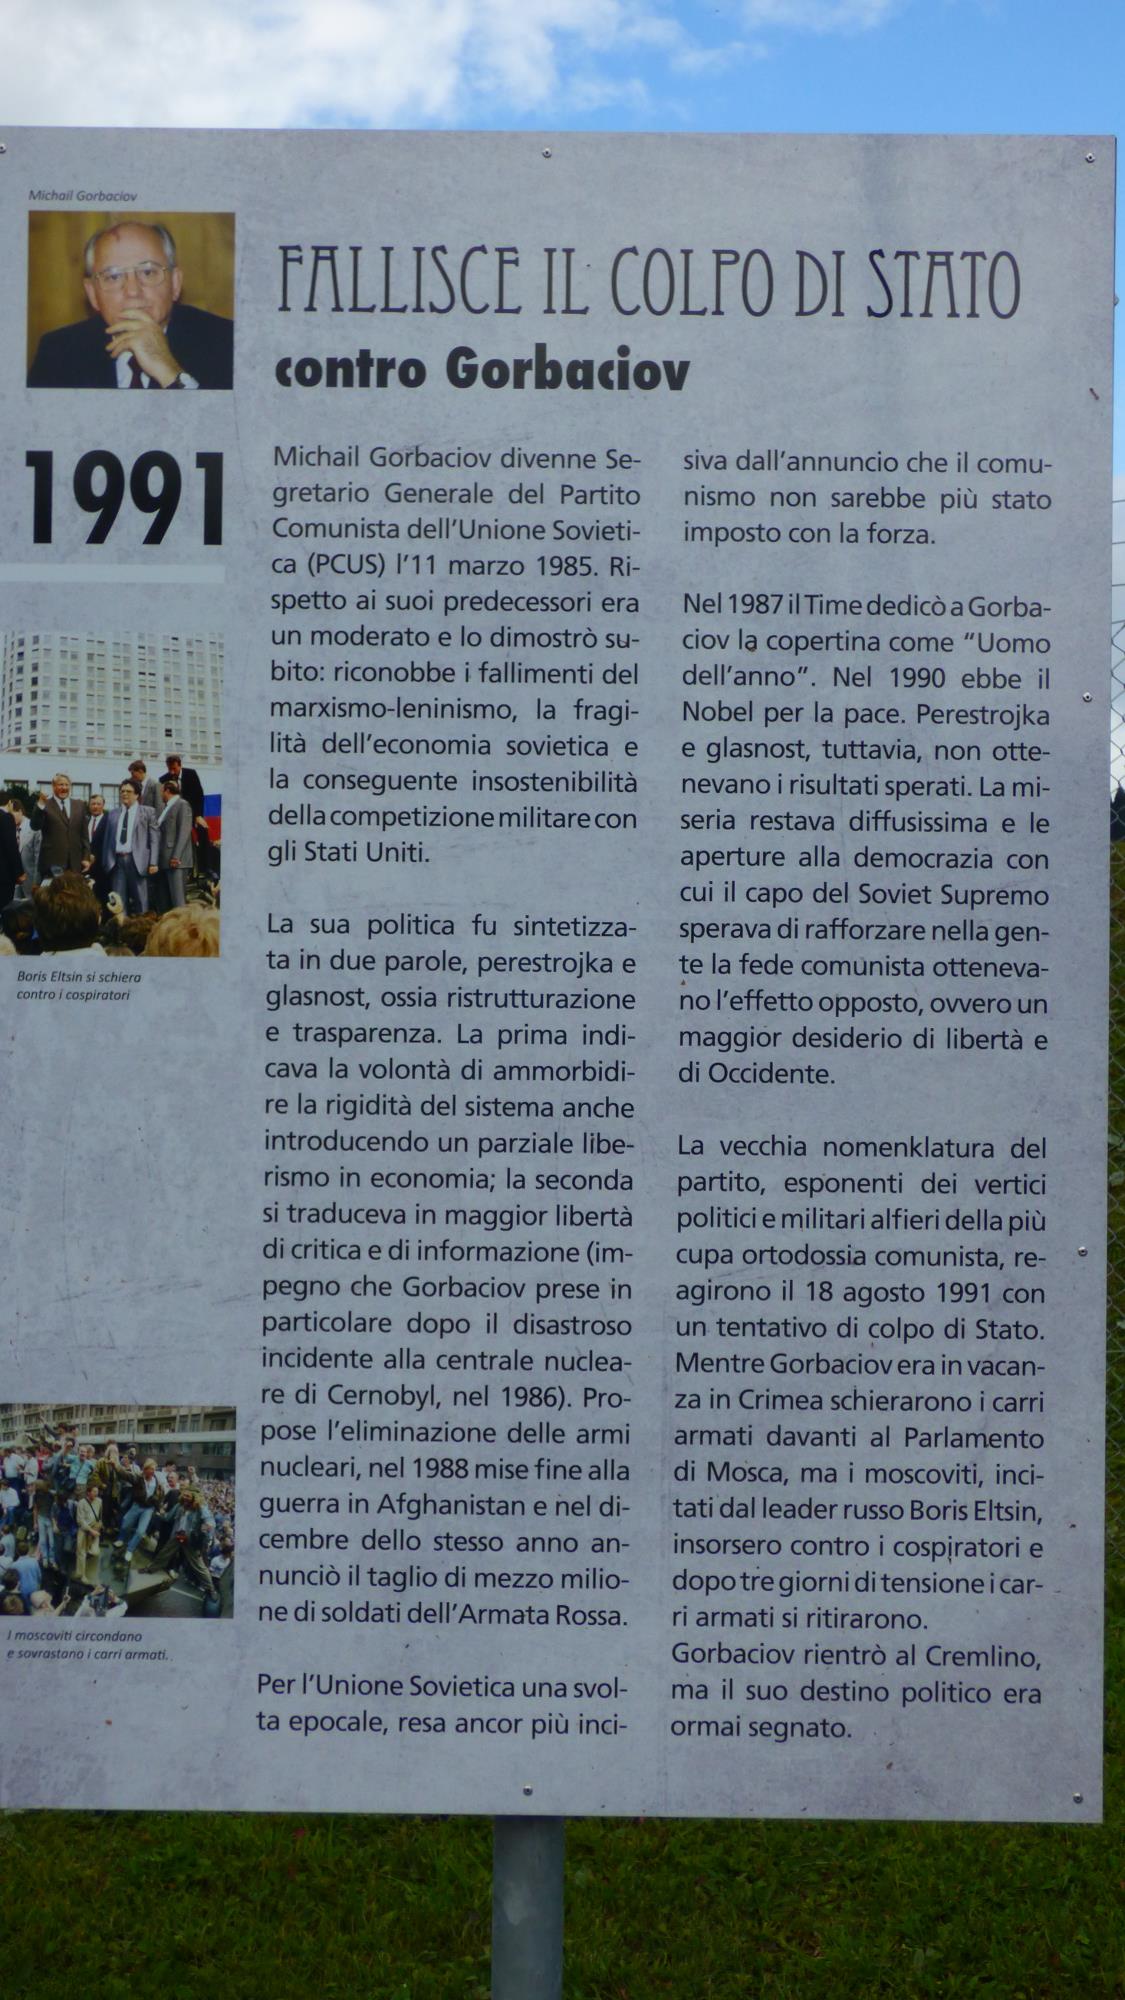 Michail Gorbaciov
FALLISCE IL COLPO DI STATO
contro Gorbaciov
1991
Boris Eltsin si schiera
contro i cospiratori
I moscoviti circondano
e sovrastano i carri armati.
Michail Gorbaciov divenne Se-
gretario Generale del Partito
Comunista dell'Unione Sovieti-
ca (PCUS) l'11 marzo 1985. Ri-
spetto ai suoi predecessori era
un moderato e lo dimostrò su-
bito: riconobbe i fallimenti del
marxismo-leninismo, la fragi-
lità dell'economia sovietica e
la conseguente insostenibilità
della competizione militare con
gli Stati Uniti.
La sua politica fu sintetizza-
ta in due parole, perestrojka e
glasnost, ossia ristrutturazione
e trasparenza. La prima indi-
cava la volontà di ammorbidi-
re la rigidità del sistema anche
introducendo un parziale libe-
rismo in economia; la seconda
si traduceva in maggior libertà
di critica e di informazione (im-
pegno che Gorbaciov prese in
particolare dopo il disastroso
incidente alla centrale nuclea-
re di Cernobyl, nel 1986). Pro-
pose l'eliminazione delle armi
nucleari, nel 1988 mise fine alla
guerra in Afghanistan e nel di-
cembre dello stesso anno an-
nunciò il taglio di mezzo milio-
ne di soldati dell'Armata Rossa.
Per l'Unione Sovietica una svol-
ta epocale, resa ancor più inci-
siva dall'annuncio che il comu-
nismo non sarebbe più stato
imposto con la forza.
Nel 1987 il Time dedicò a Gorba-
ciov la copertina come "Uomo
dell'anno". Nel 1990 ebbe il
Nobel per la pace. Perestrojka
e glasnost, tuttavia, non otte-
nevano i risultati sperati. La mi-
seria restava diffusissima e le
aperture alla democrazia con
cui il capo del Soviet Supremo
sperava di rafforzare nella gen-
te la fede comunista otteneva-
no l'effetto opposto, ovvero un
maggior desiderio di libertà e
di Occidente.
La vecchia nomenklatura del
partito, esponenti dei vertici
politici e militari alfieri della più
cupa ortodossia comunista, re-
agirono il 18 agosto 1991 con
un tentativo di colpo di Stato.
Mentre Gorbaciov era in vacan-
za in Crimea schierarono i carri
armati davanti al Parlamento
di Mosca, ma i moscoviti, inci-
tati dal leader russo Boris Eltsin,
insorsero contro i cospiratori e
dopo tre giorni di tensione i car-
ri armati si ritirarono.
Gorbaciov rientrò al Cremlino,
ma il suo destino politico era
ormai segnato.